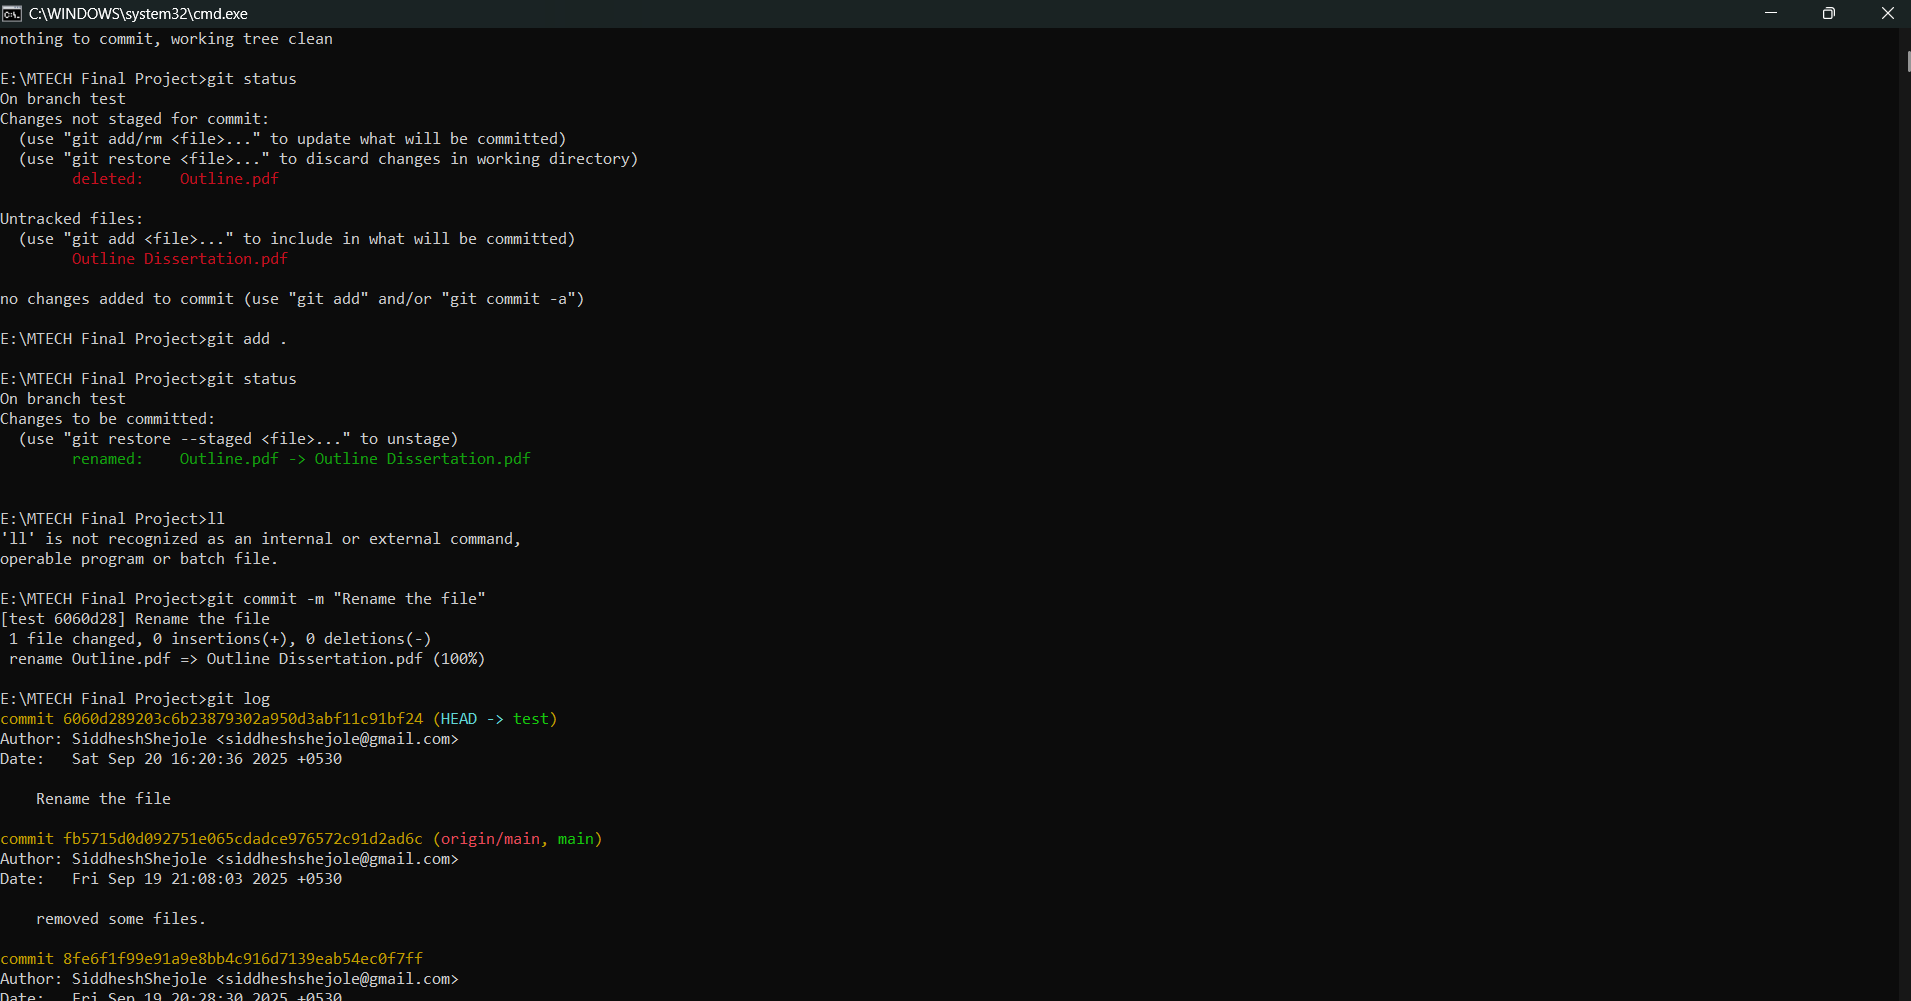 C:\WINDOWS\system32\cmd.exe
nothing to commit, working tree clean
E:\MTECH Final Project>git status
On branch test
Changes not staged for commit:
  (use "git add/rm <file>..." to update what will be committed)
  (use "git restore <file>..." to discard changes in working directory)
        deleted:    Outline.pdf
Untracked files:
  (use "git add <file>..." to include in what will be committed)
        Outline Dissertation.pdf
no changes added to commit (use "git add" and/or "git commit -a")
E:\MTECH Final Project>git add .
E:\MTECH Final Project>git status
On branch test
Changes to be committed:
  (use "git restore --staged <file>..." to unstage)
        renamed:    Outline.pdf -> Outline Dissertation.pdf
E:\MTECH Final Project>ll
'll' is not recognized as an internal or external command,
operable program or batch file.
E:\MTECH Final Project>git commit -m "Rename the file"
[test 6060d28] Rename the file
 1 file changed, 0 insertions(+), 0 deletions(-)
 rename Outline.pdf => Outline Dissertation.pdf (100%)
E:\MTECH Final Project>git log
commit 6060d289203c6b23879302a950d3abf11c91bf24 (HEAD -> test)
Author: SiddheshShejole <siddheshshejole@gmail.com>
Date:   Sat Sep 20 16:20:36 2025 +0530
    Rename the file
commit fb5715d0d092751e065cdadce976572c91d2ad6c (origin/main, main)
Author: SiddheshShejole <siddheshshejole@gmail.com>
Date:   Fri Sep 19 21:08:03 2025 +0530
    removed some files.
commit 8fe6f1f99e91a9e8bb4c916d7139eab54ec0f7ff
Author: SiddheshShejole <siddheshshejole@gmail.com>
Date:   Fri Sep 19 20:28:30 2025 +0530